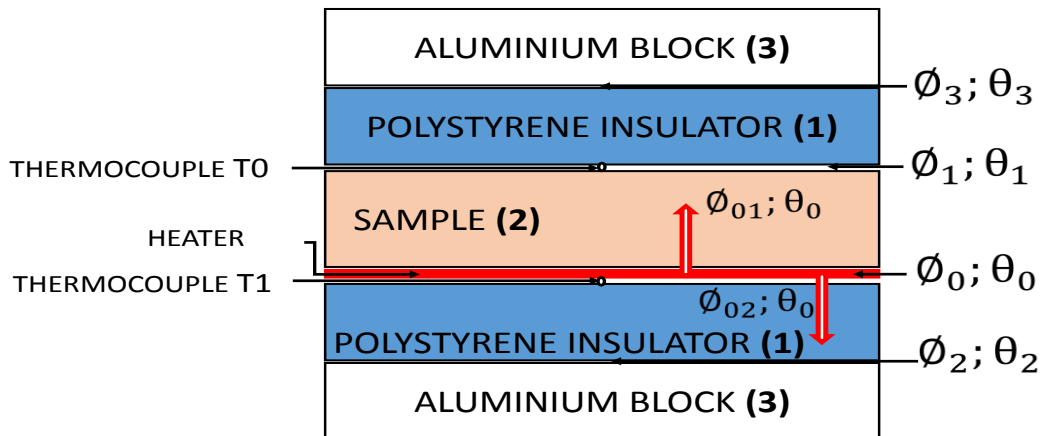 ALUMINIUM BLOCK (3)
Ø₃; θ₃
POLYSTYRENE INSULATOR (1)
THERMOCOUPLE T0
Ø₁; θ₁
SAMPLE (2)
Ø₀₁; θ₀
HEATER
THERMOCOUPLE T1
Ø₀; θ₀
Ø₀₂; θ₀
POLYSTYRENE INSULATOR (1)
Ø₂; θ₂
ALUMINIUM BLOCK (3)